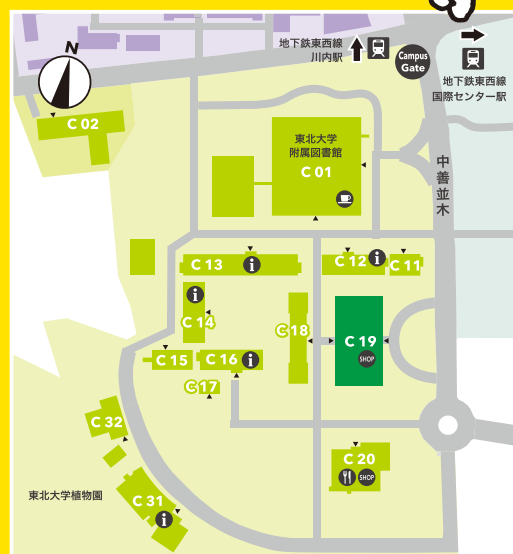 N
地下鉄東西線
川内駅
Campus
Gate
地下鉄東西線
国際センター駅
C 02
東北大学
附属図書館
C 01
中善並木
C 13
i
C 12
i
C 11
i
C 14
C 18
C 19
SHOP
C 15
C 16
i
C 17
C 32
C 20
SHOP
東北大学植物園
C 31
i